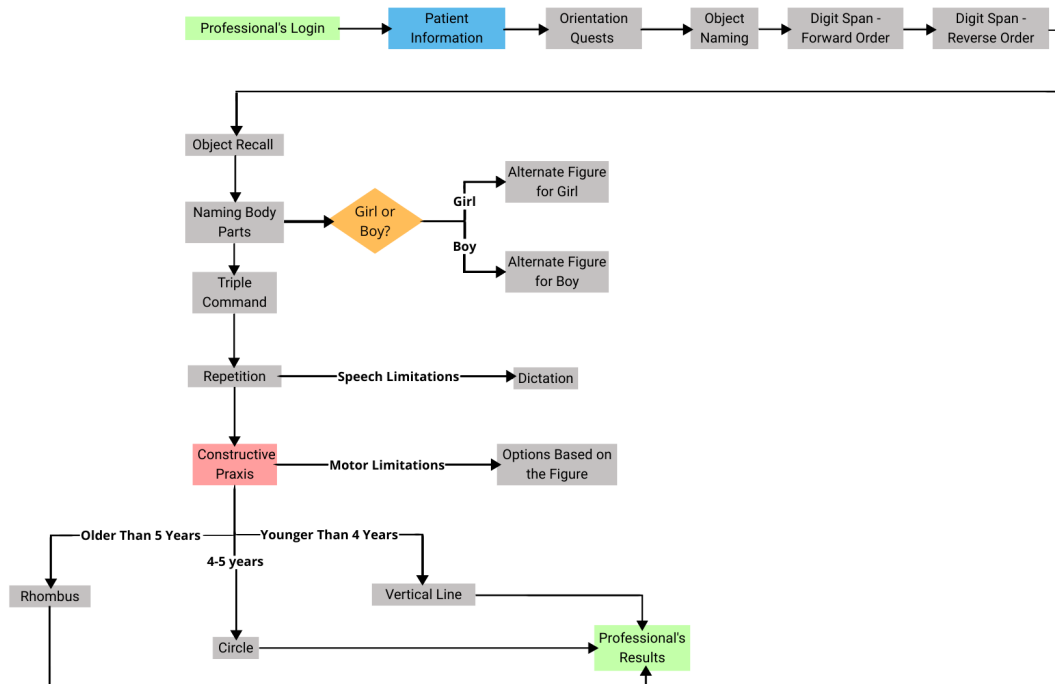 Professional's Login
Patient
Information
Orientation
Quests
Object
Naming
Digit Span -
Forward Order
Digit Span -
Reverse Order
Object Recall
Naming Body
Parts
Girl or
Boy?
Girl
Boy
Alternate Figure
for Girl
Alternate Figure
for Boy
Triple
Command
Repetition
Speech Limitations
Dictation
Constructive
Praxis
Motor Limitations
Options Based on
the Figure
Older Than 5 Years
Younger Than 4 Years
4-5 years
Rhombus
Vertical Line
Circle
Professional's
Results